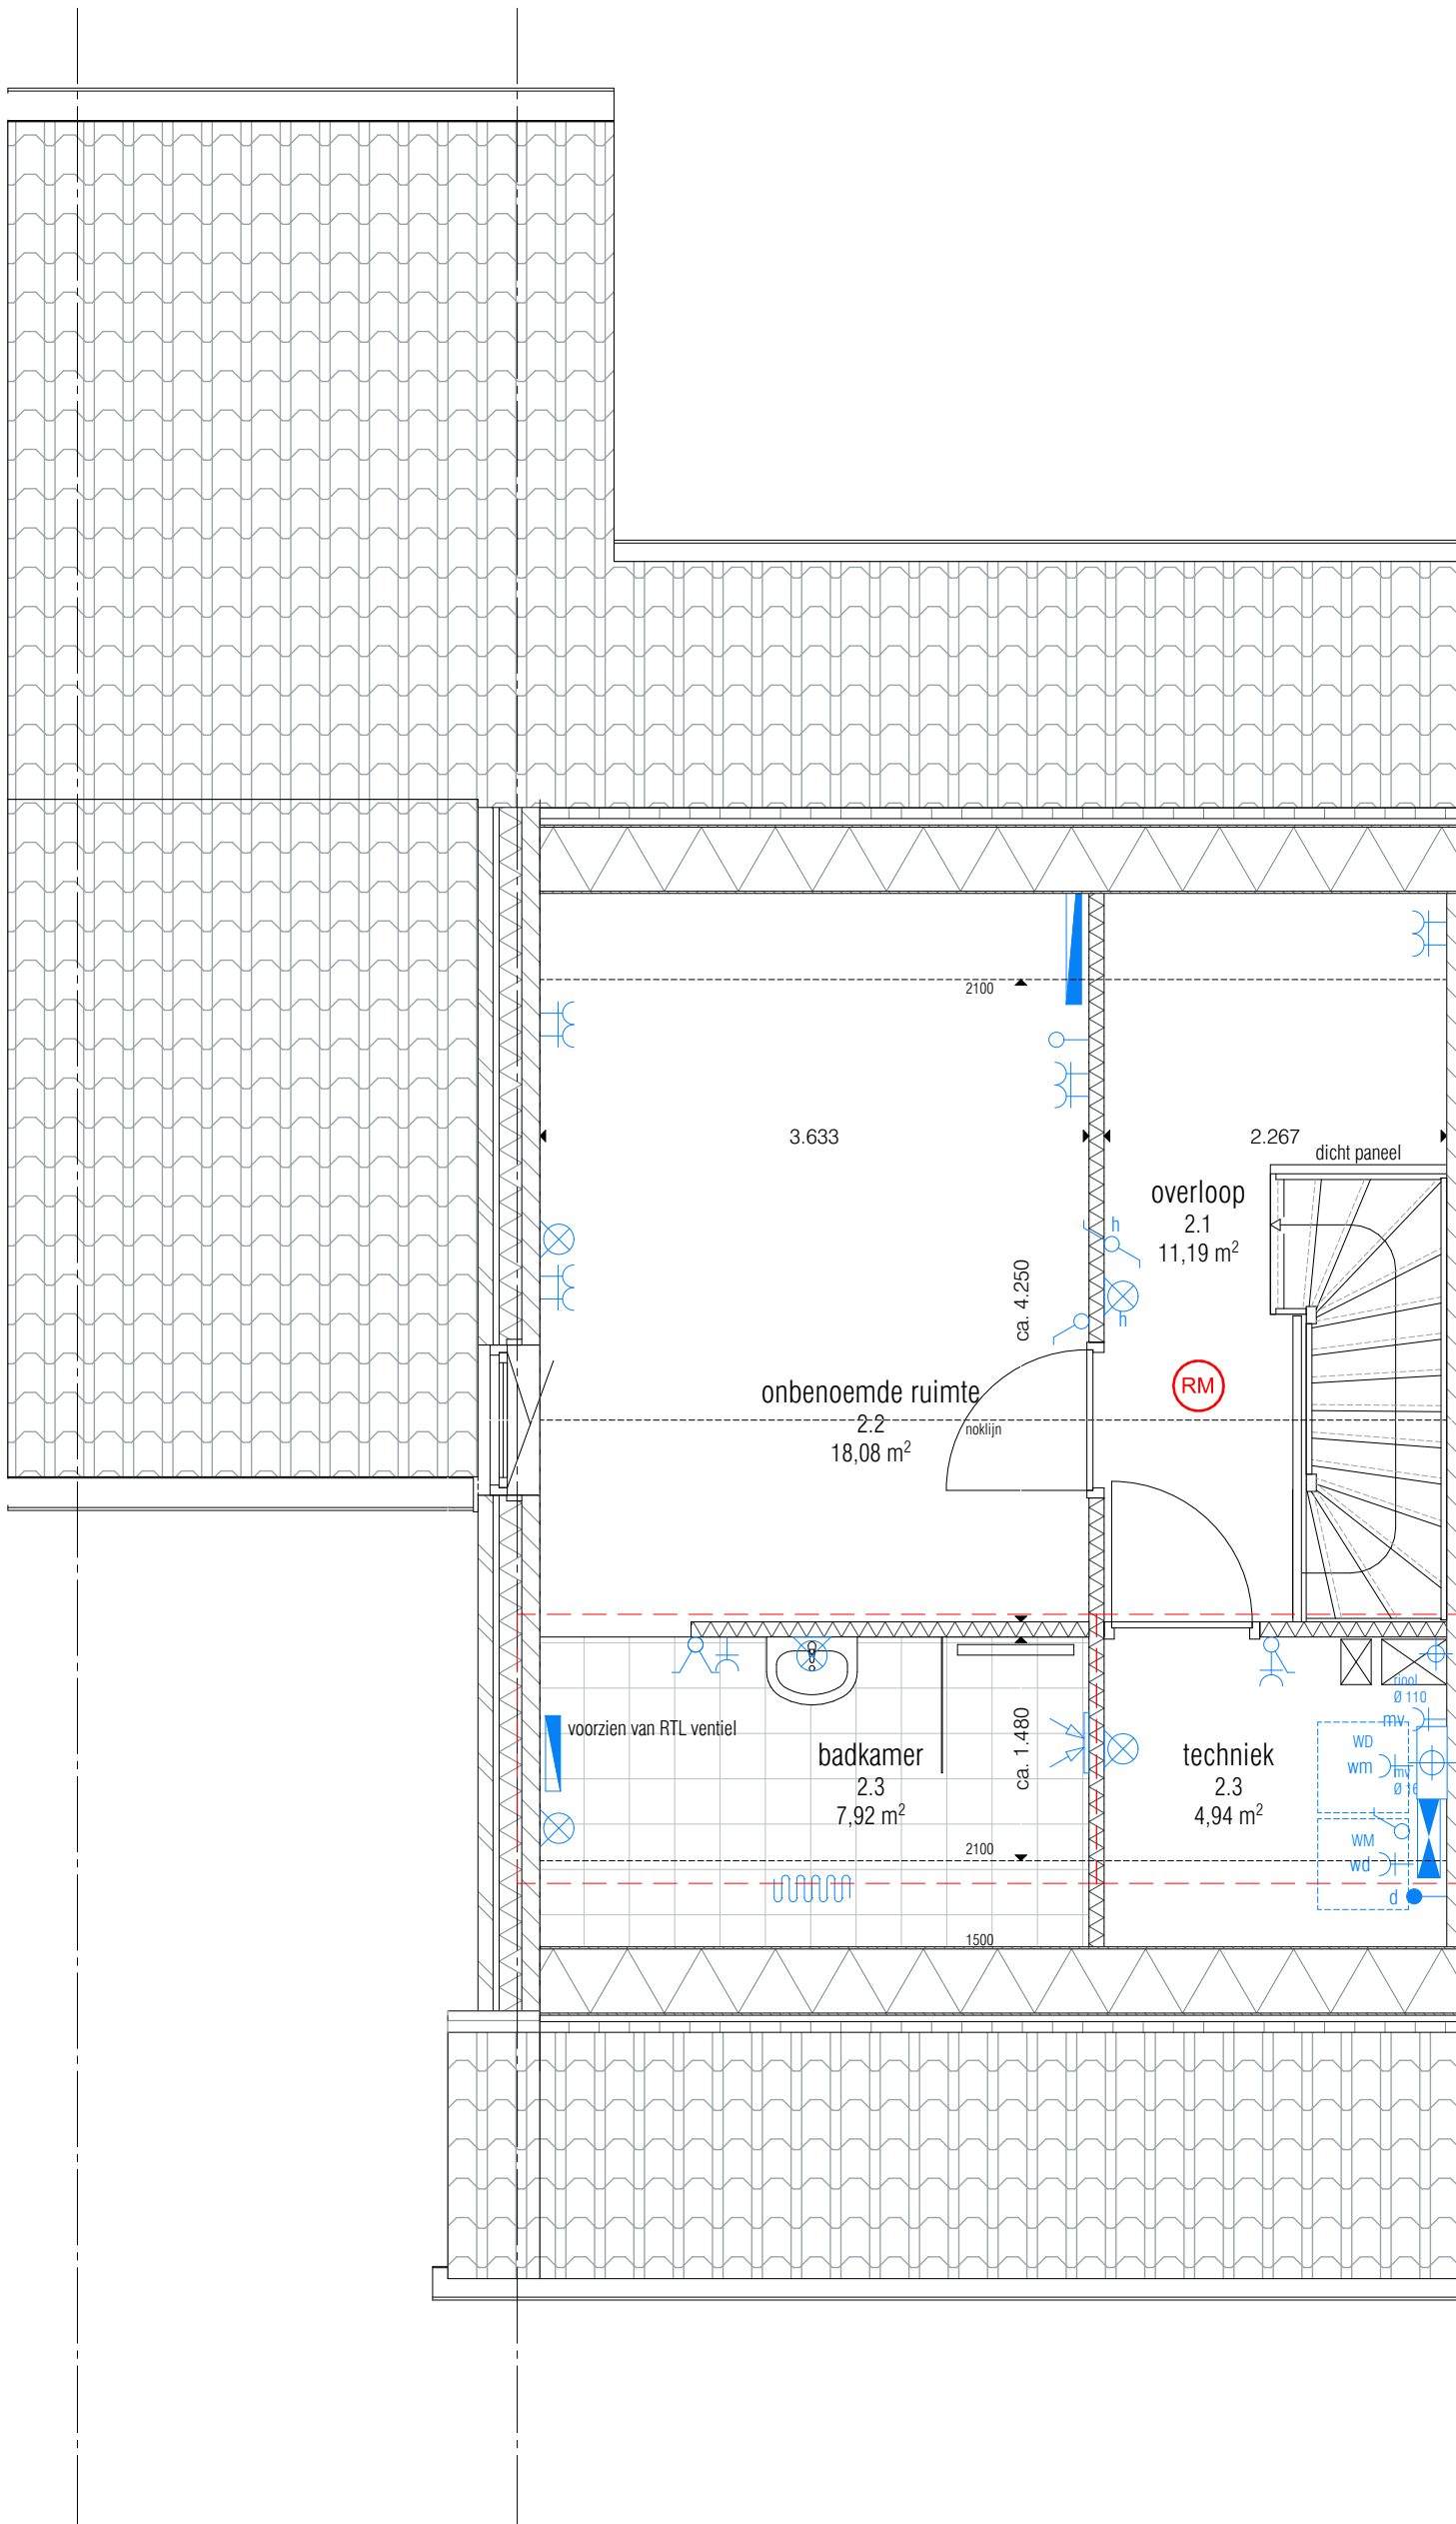 2100
3.633
2.267
dicht paneel
overloop
2.1
11,19 m²
h
h
ca. 4.250
RM
onbenoemde ruimte
2.2
18,08 m²
noklijn
voorzien van RTL ventiel
badkamer
2.3
7,92 m²
ca. 1.480
techniek
2.3
4,94 m²
riool
Ø 110
mv
WD
wm
mv
WM
wd
d
2100
1500